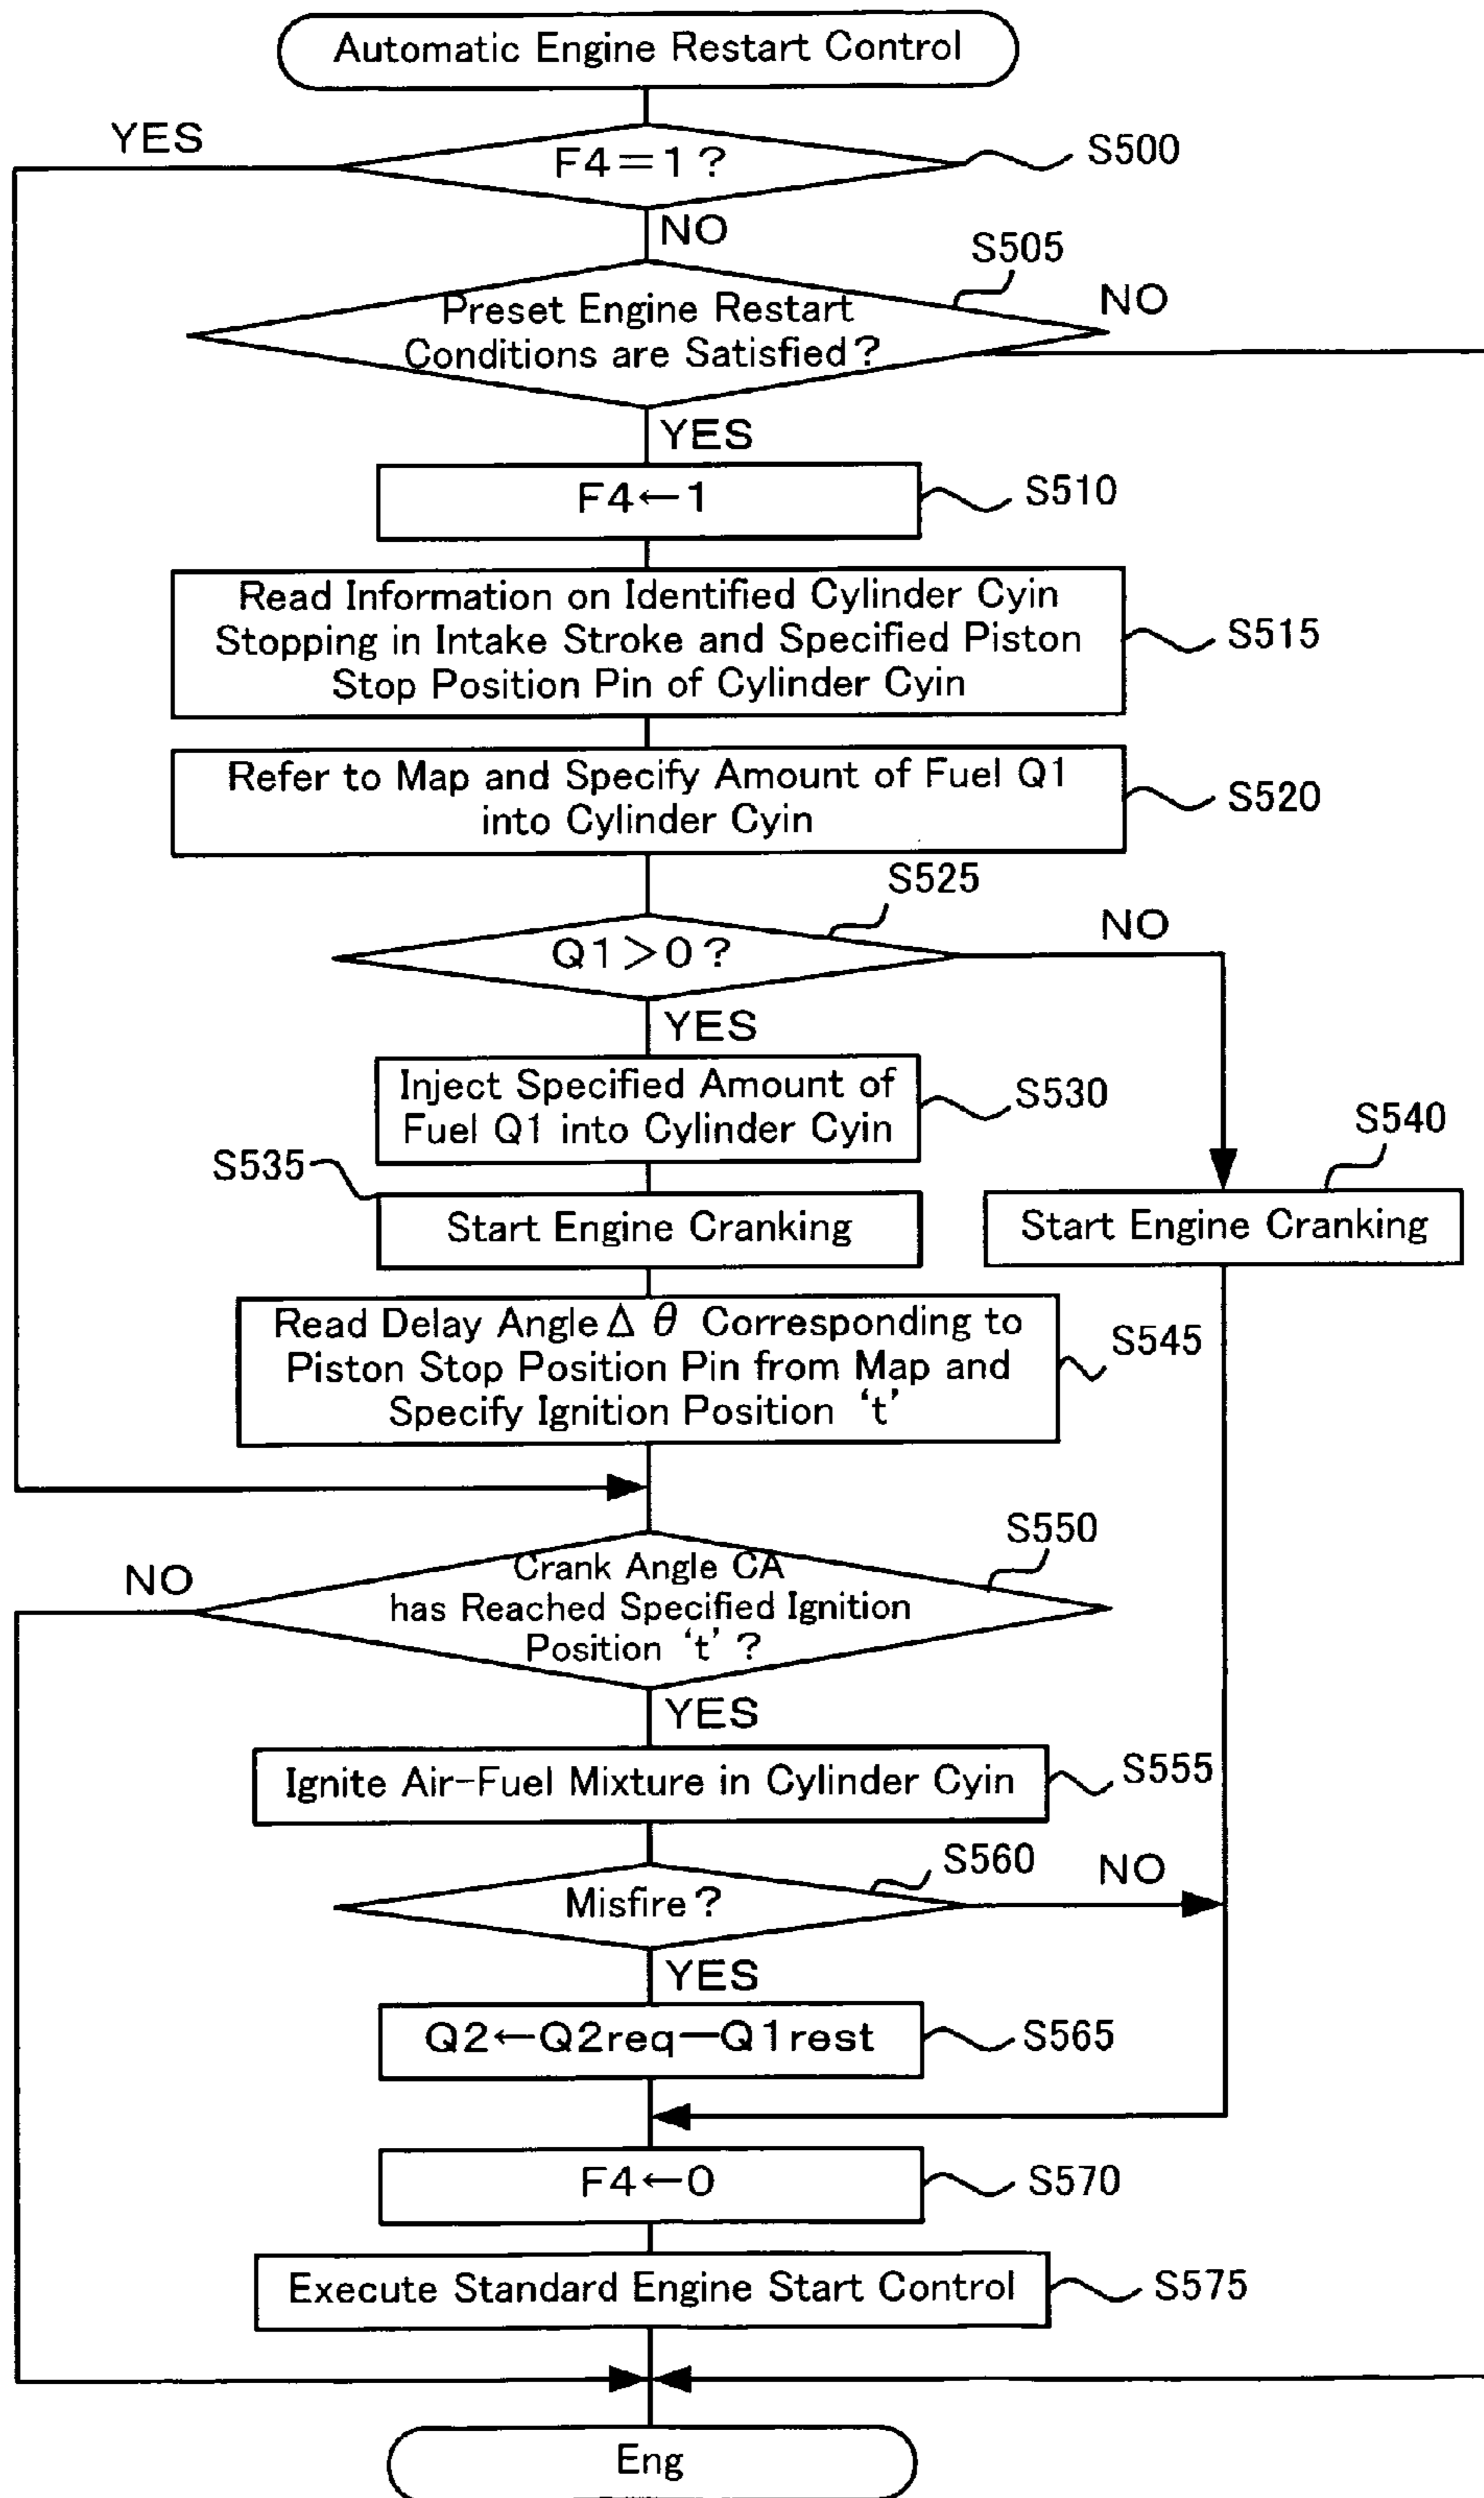 Automatic Engine Restart Control
YES
F4=1?
S500
NO
S505
Preset Engine Restart
Conditions are Satisfied?
NO
YES
F4←1
S510
Read Information on Identified Cylinder Cyin
Stopping in Intake Stroke and Specified Piston
Stop Position Pin of Cylinder Cyin
S515
Refer to Map and Specify Amount of Fuel Q1
into Cylinder Cyin
S520
S525
Q1>0?
NO
YES
Inject Specified Amount of
Fuel Q1 into Cylinder Cyin
S530
S535
Start Engine Cranking
S540
Start Engine Cranking
Read Delay Angle Δ θ Corresponding to
Piston Stop Position Pin from Map and
Specify Ignition Position ‘t’
S545
S550
NO
Crank Angle CA
has Reached Specified Ignition
Position ‘t’?
YES
Ignite Air-Fuel Mixture in Cylinder Cyin
S555
S560
Misfire?
NO
YES
Q2←Q2req−Q1rest
S565
F4←0
S570
Execute Standard Engine Start Control
S575
Eng